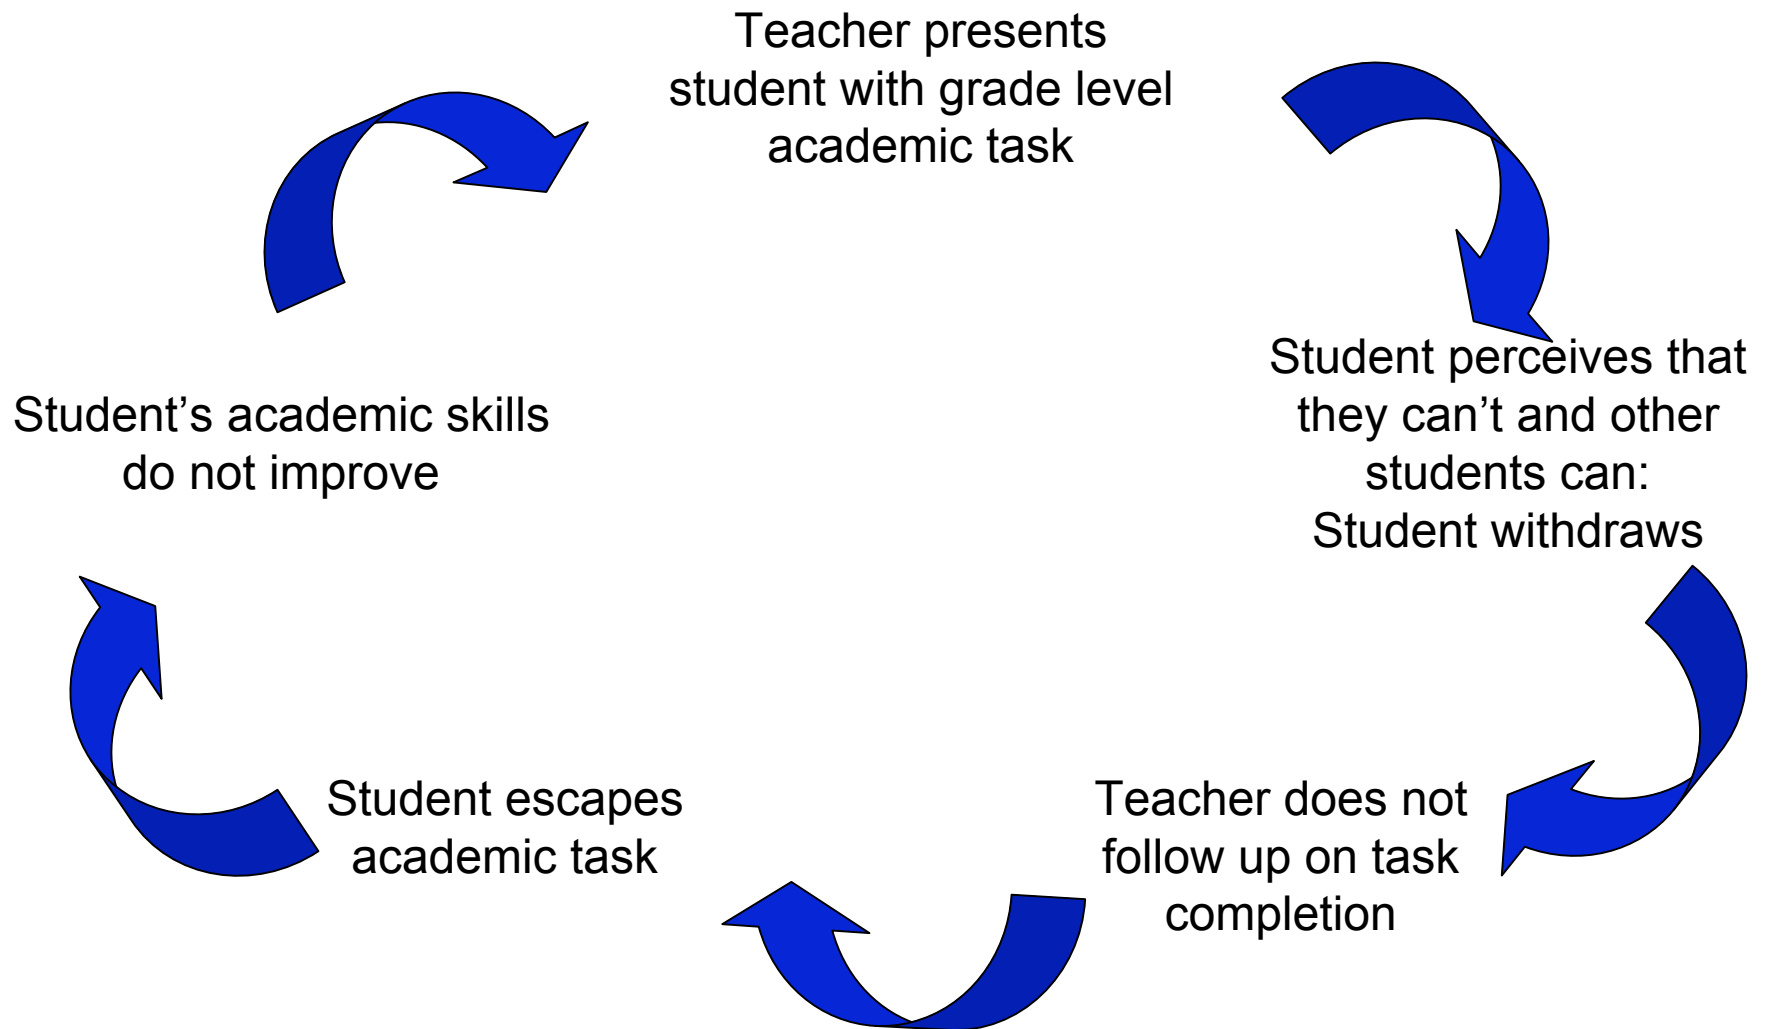 Teacher presents
student with grade level
academic task
Student perceives that
they can’t and other
students can:
Student withdraws
Teacher does not
follow up on task
completion
Student escapes
academic task
Student’s academic skills
do not improve